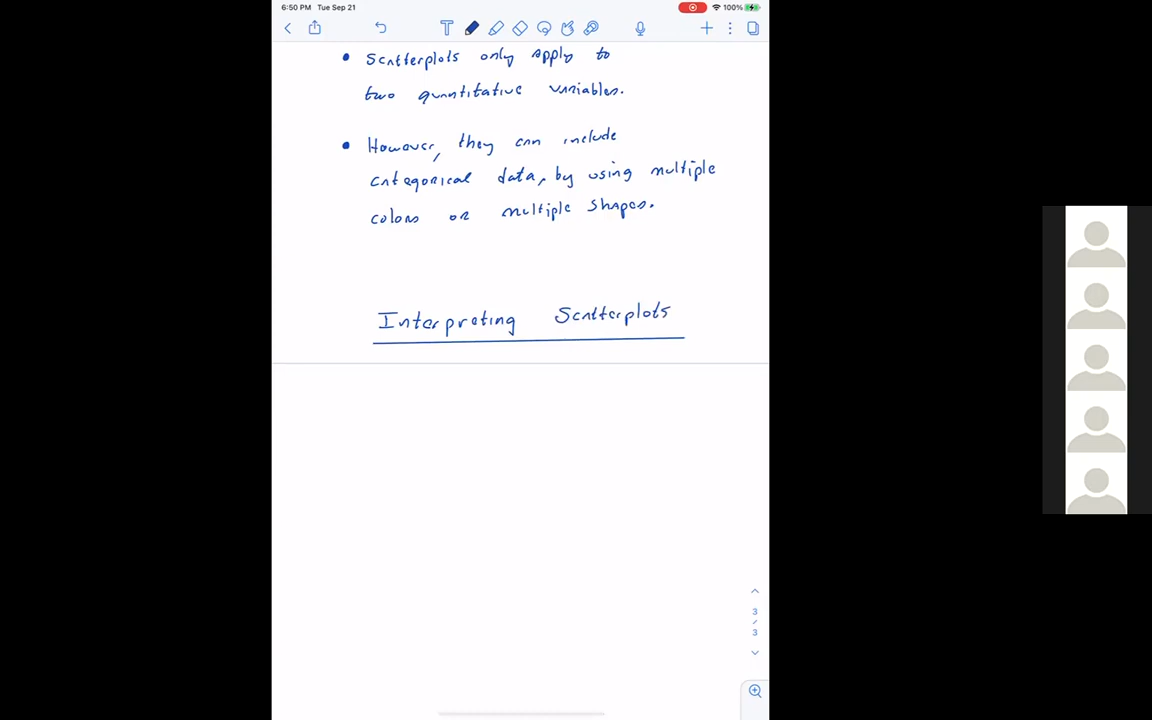 6:50 PM Tue Sep 21
100%
T
• Scatterplots only apply to
two quantitative variables.
• However, they can include
categorical data, by using multiple
colors or multiple shapes.
Interpreting Scatterplots
3
/
3